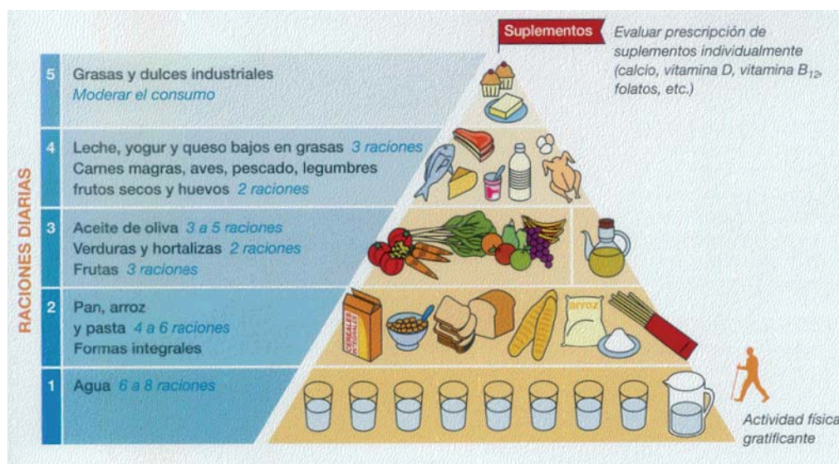 Suplementos
Evaluar prescripción de
suplementos individualmente
(calcio, vitamina D, vitamina B12,
folatos, etc.)
RACIONES DIARIAS
5 Grasas y dulces industriales
Moderar el consumo
4 Leche, yogur y queso bajos en grasas 3 raciones
Carnes magras, aves, pescado, legumbres
frutos secos y huevos 2 raciones
3 Aceite de oliva 3 a 5 raciones
Verduras y hortalizas 2 raciones
Frutas 3 raciones
2 Pan, arroz
y pasta 4 a 6 raciones
Formas integrales
CEREALES
INTEGRALES
arroz
1 Agua 6 a 8 raciones
Actividad física
gratificante